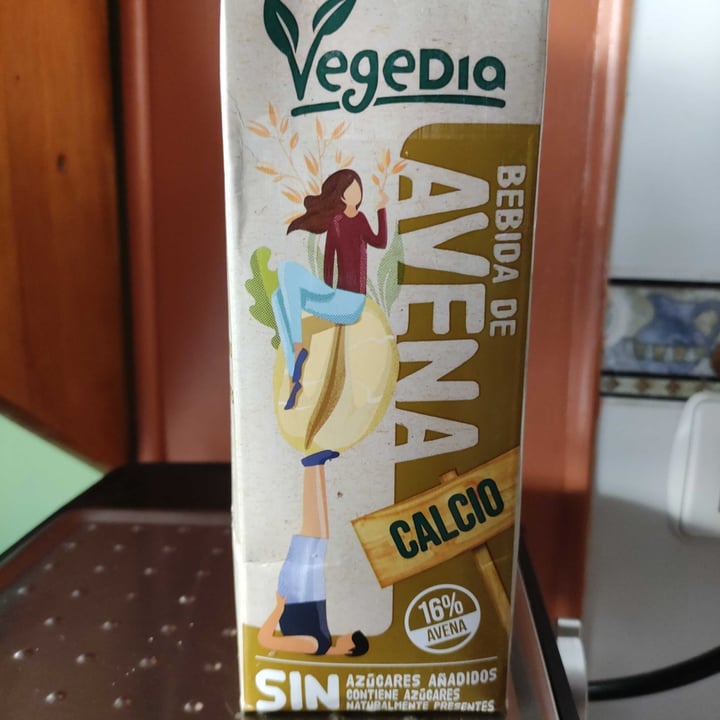 VegeDia
BEBIDA DE
AVENA
CALCIO
16%
AVENA
SIN AZÚCARES AÑADIDOS
CONTIENE AZÚCARES
NATURALMENTE PRESENTES